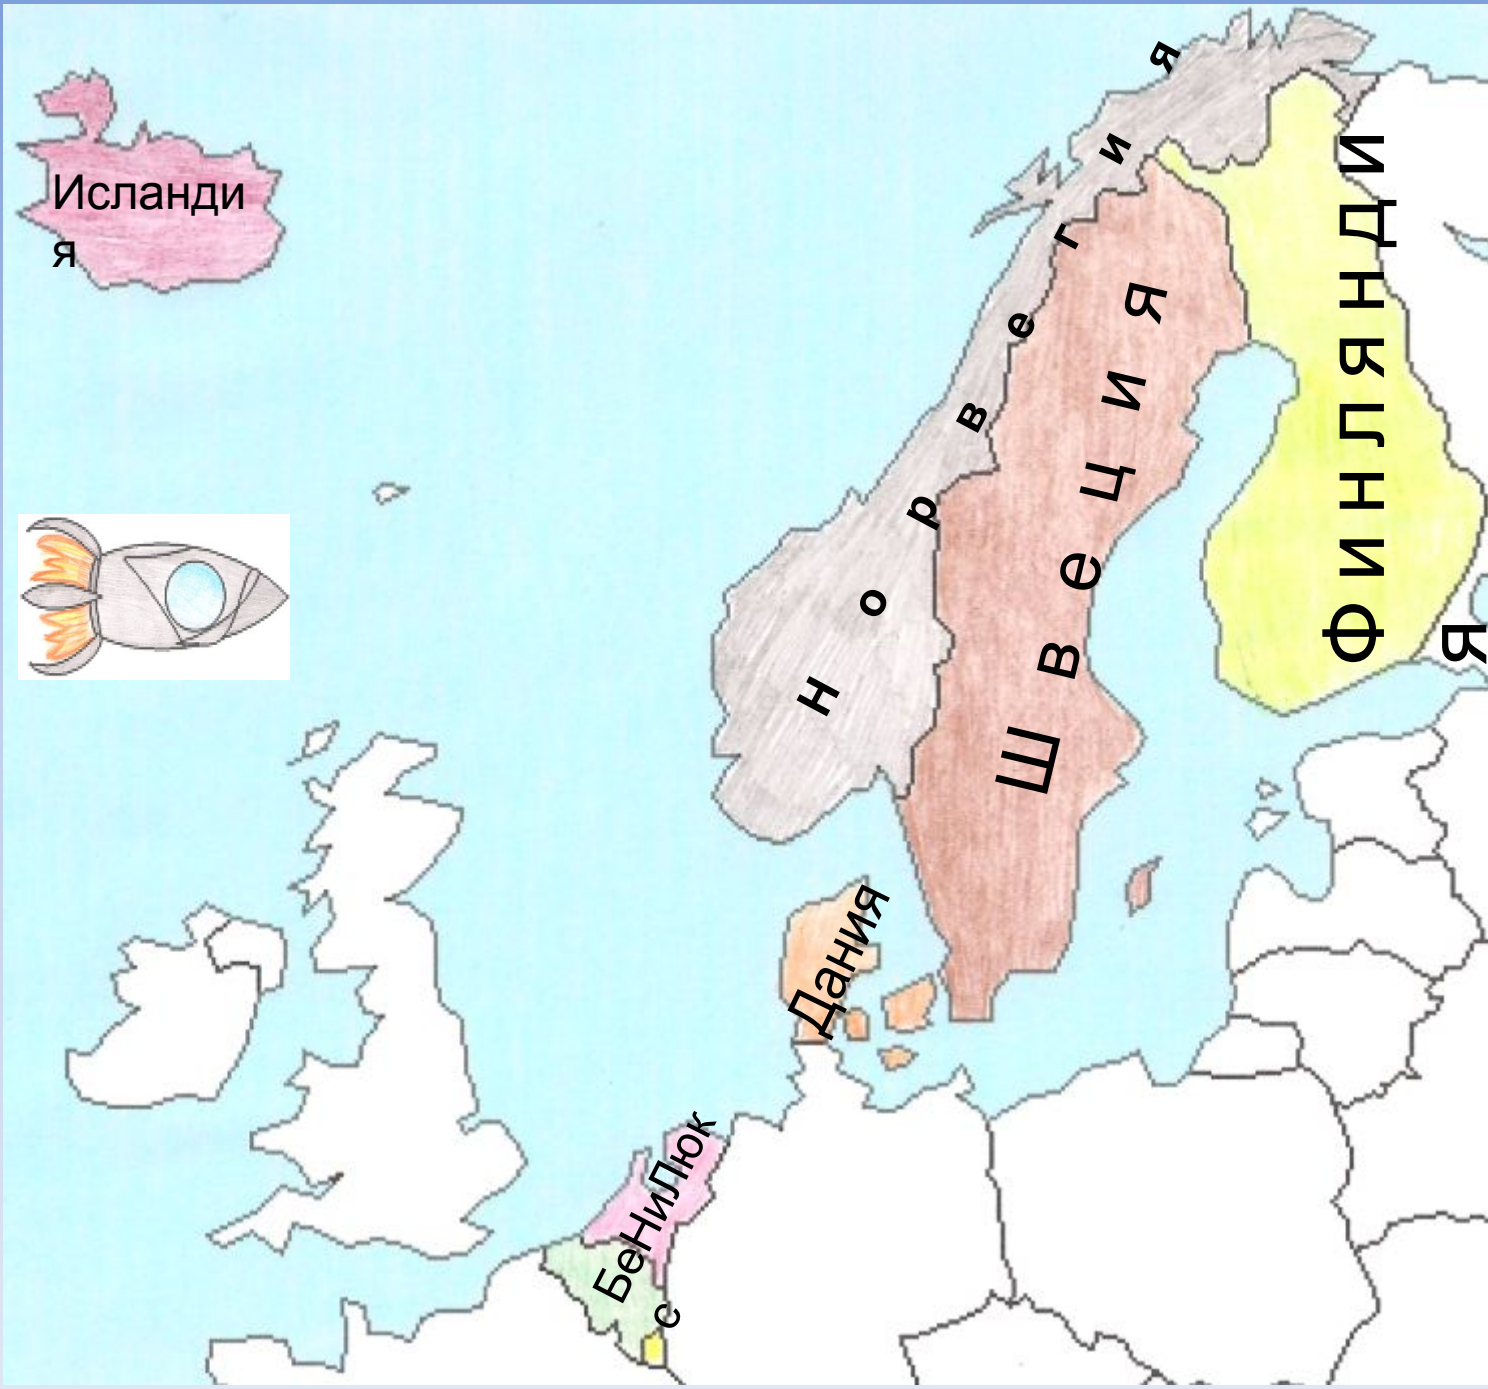 Исланди
я
Норвегия
Швеция
Финлянди
я
Дания
БеНиЛюк
с